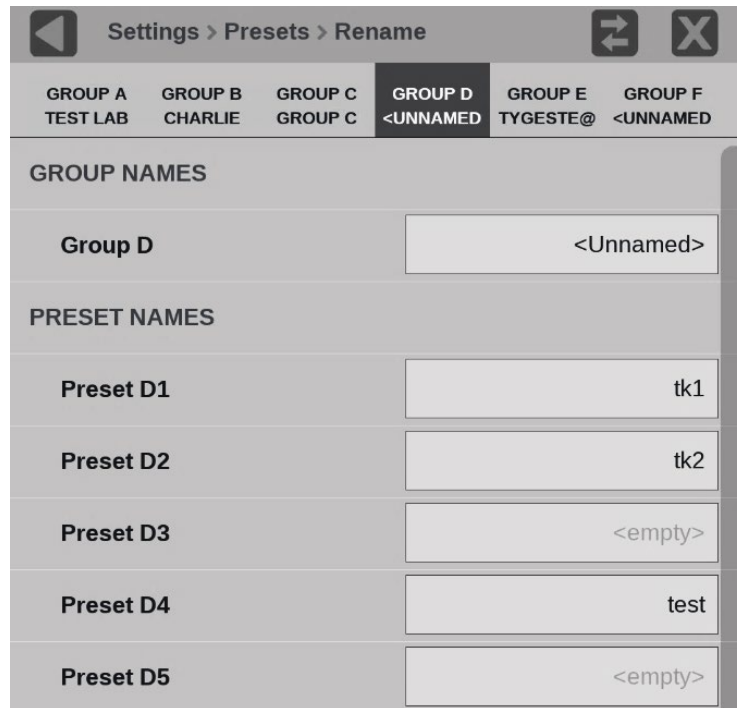 Settings > Presets > Rename
GROUP A GROUP B GROUP C GROUP D GROUP E GROUP F
TEST LAB CHARLIE GROUP C <UNNAMED TYGESTE@ <UNNAMED
GROUP NAMES
Group D <Unnamed>
PRESET NAMES
Preset D1 tk1
Preset D2 tk2
Preset D3 <empty>
Preset D4 test
Preset D5 <empty>